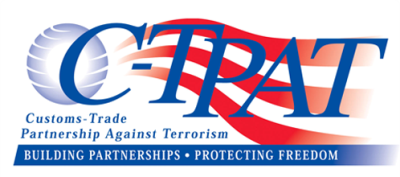 C-TPAT
Customs-Trade
Partnership Against Terrorism
BUILDING PARTNERSHIPS • PROTECTING FREEDOM